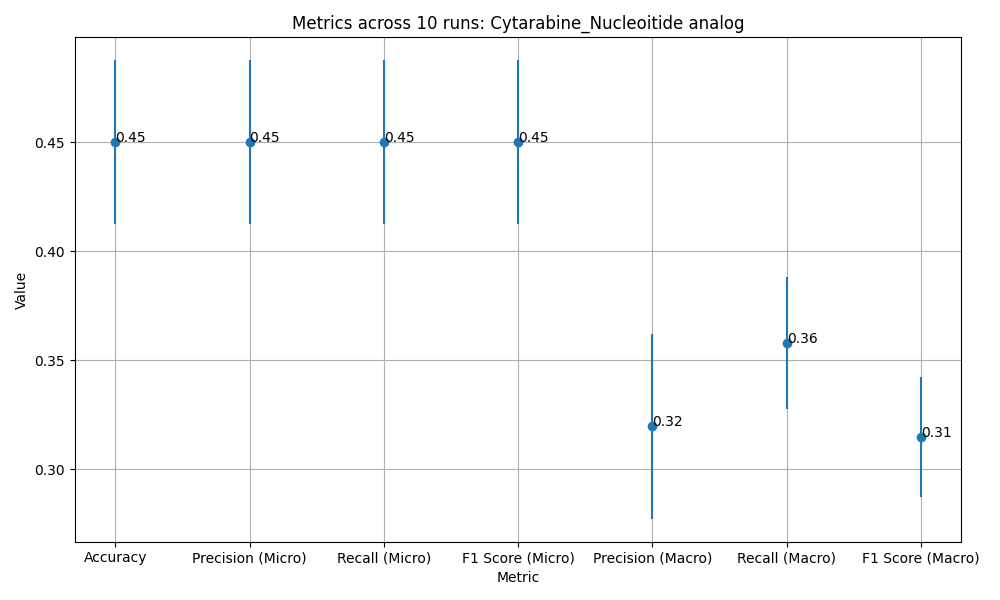 Metrics across 10 runs: Cytarabine_Nucleoitide analog
Value
0.45
0.40
0.35
0.30
0.45
0.45
0.45
0.45
0.32
0.36
0.31
Accuracy
Precision (Micro)
Recall (Micro)
F1 Score (Micro)
Precision (Macro)
Recall (Macro)
F1 Score (Macro)
Metric